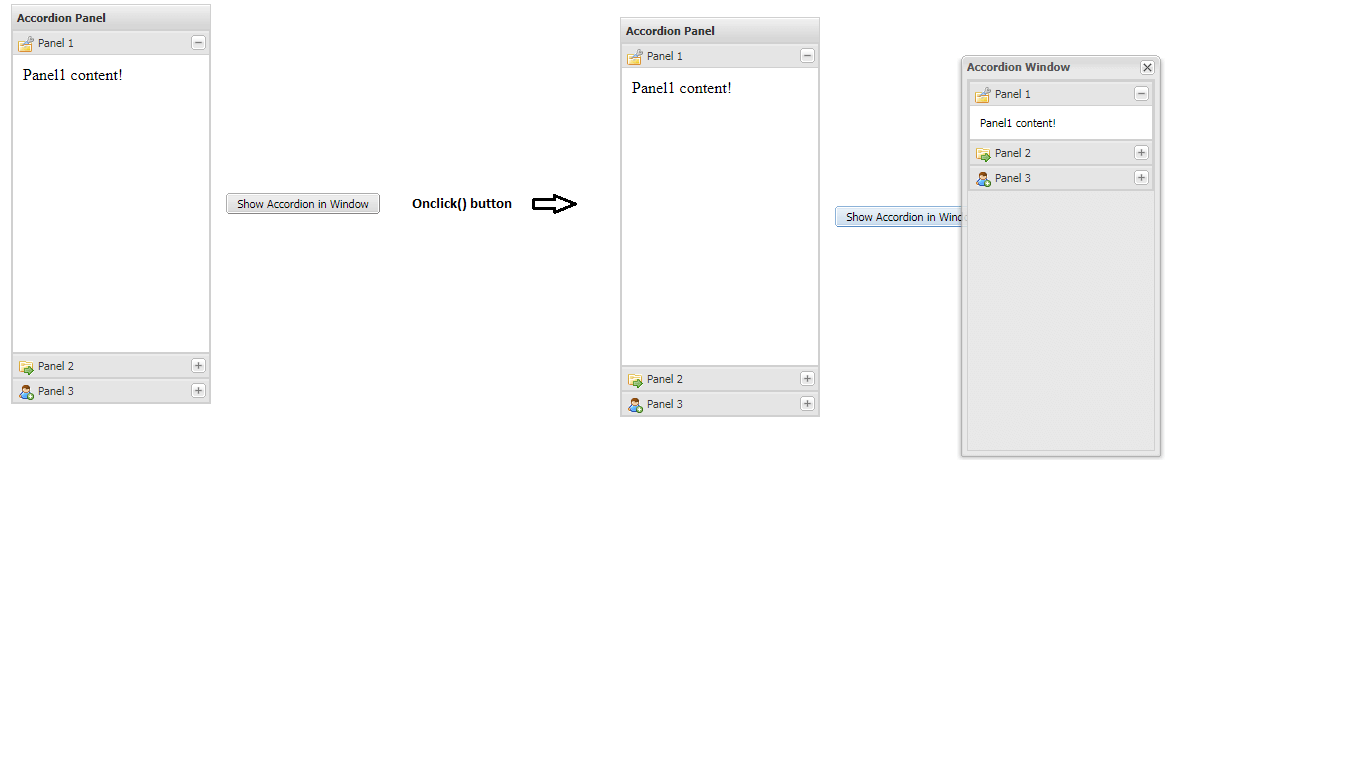 Accordion Panel
Panel 1
Panel1 content!
Panel 2
Panel 3
Show Accordion in Window
Onclick() button
Accordion Panel
Panel 1
Panel1 content!
Panel 2
Panel 3
Show Accordion in Wind
Accordion Window
Panel 1
Panel1 content!
Panel 2
Panel 3